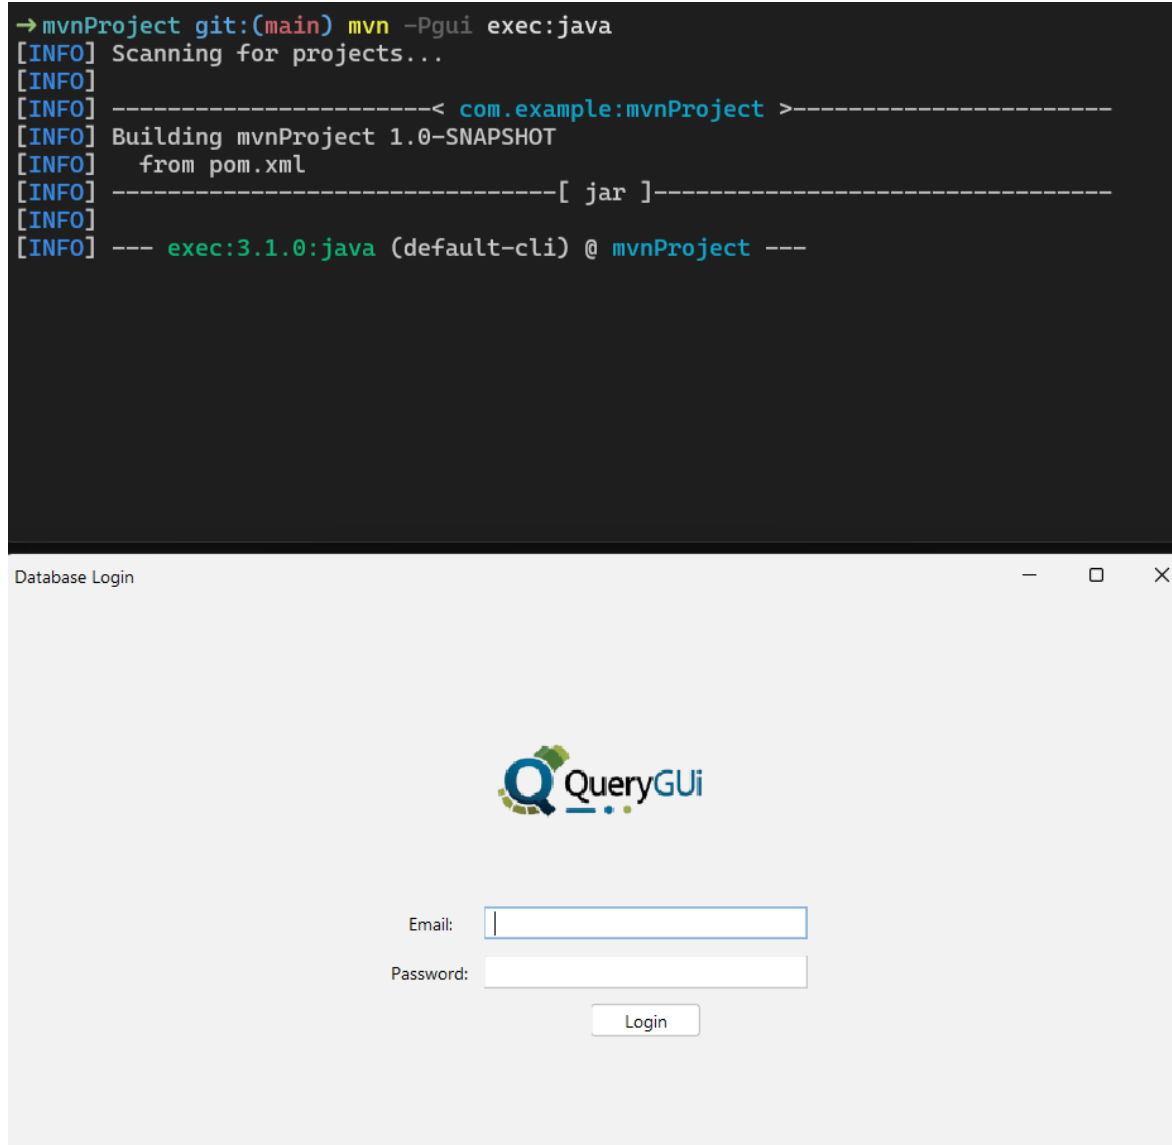 → mvnProject git:(main) mvn -Pgui exec:java
[INFO] Scanning for projects...
[INFO]
[INFO] -----------------------< com.example:mvnProject >-----------------------
[INFO] Building mvnProject 1.0-SNAPSHOT
[INFO]   from pom.xml
[INFO] --------------------------------[ jar ]---------------------------------
[INFO]
[INFO] --- exec:3.1.0:java (default-cli) @ mvnProject ---
Database Login
QueryGUi
Email:
Password:
Login